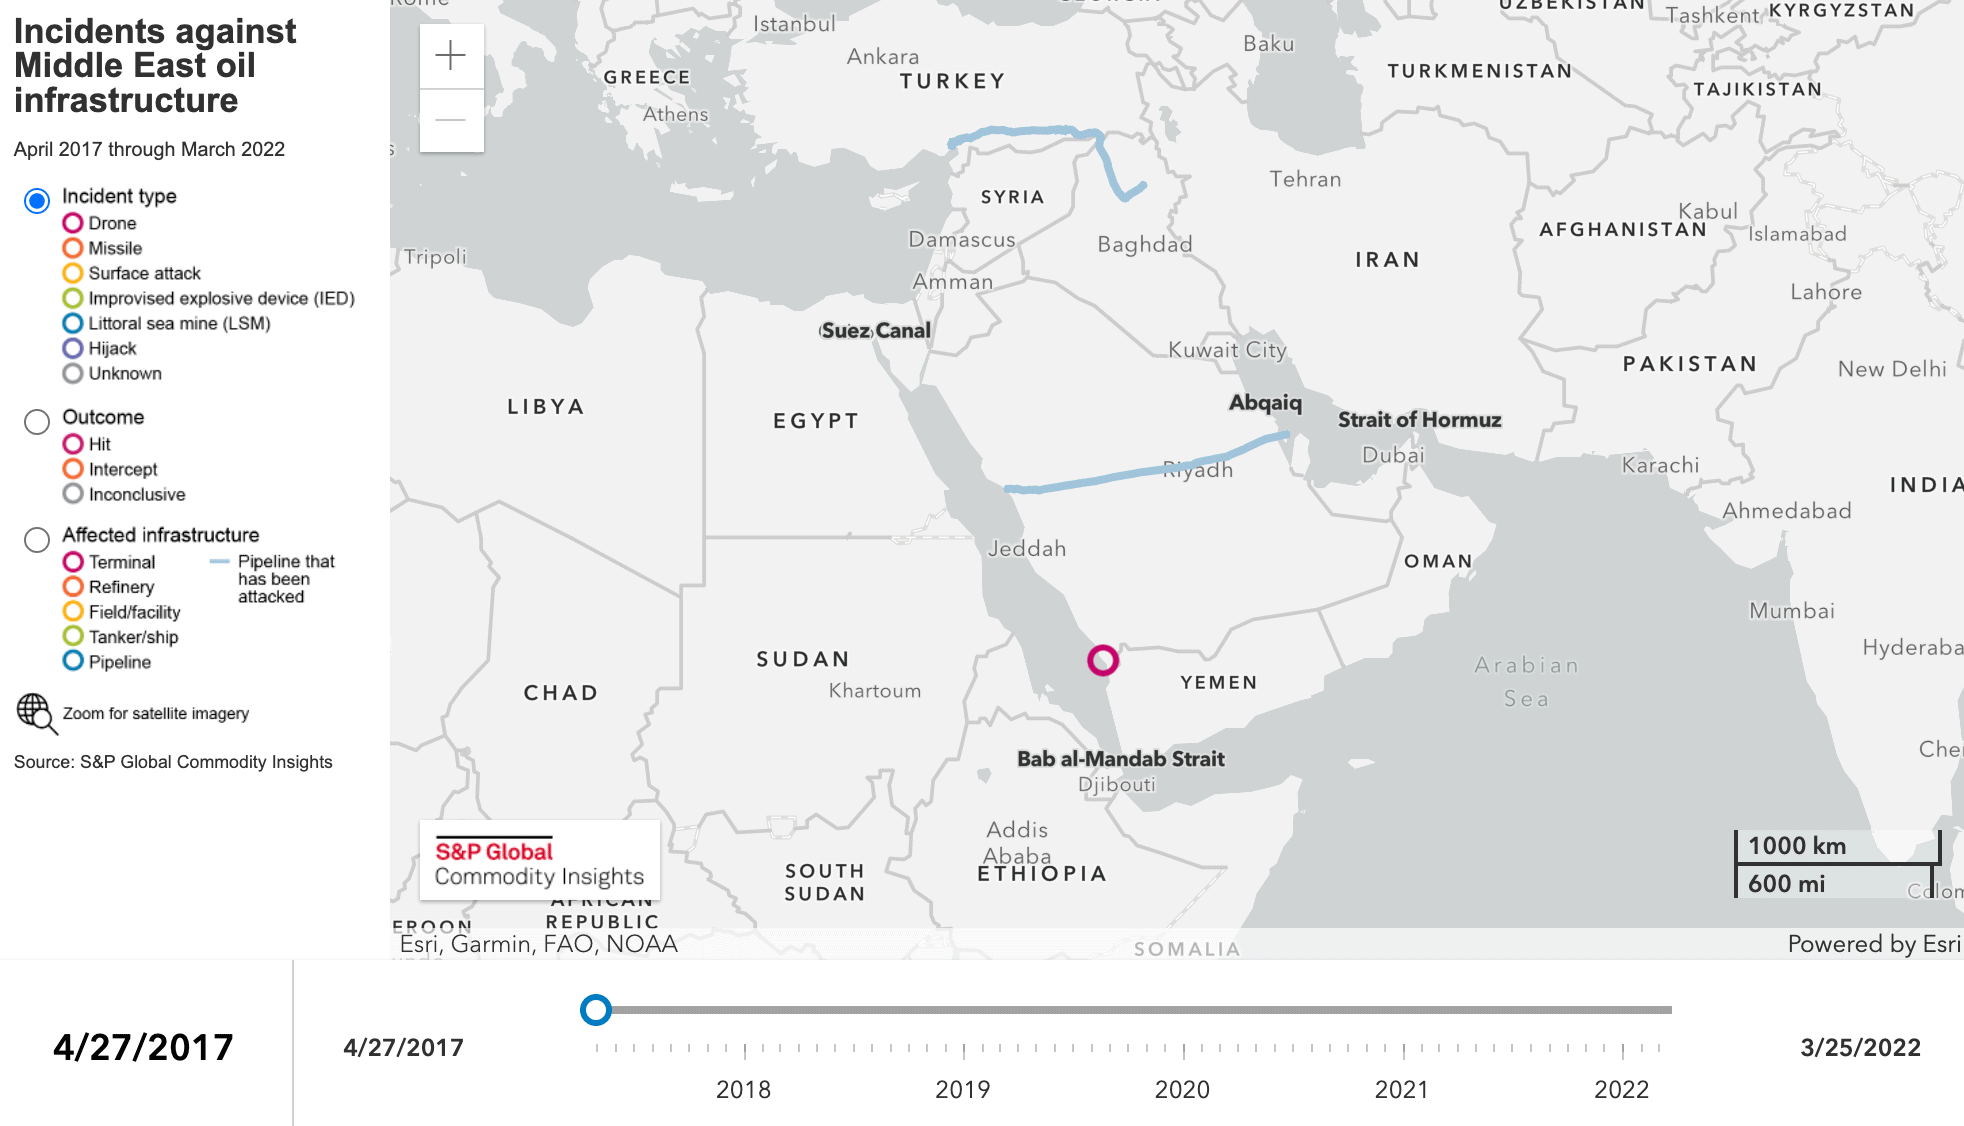 Incidents against
Middle East oil
infrastructure
April 2017 through March 2022
Incident type
Drone
Missile
Surface attack
Improvised explosive device (IED)
Littoral sea mine (LSM)
Hijack
Unknown
Outcome
Hit
Intercept
Inconclusive
Affected infrastructure
Terminal
Refinery
Field/facility
Tanker/ship
Pipeline
Pipeline that
has been
attacked
Zoom for satellite imagery
Source: S&P Global Commodity Insights
+
−
Rome
Istanbul
Ankara
TURKEY
GREECE
Athens
Baku
UZBEKISTAN
Tashkent
KYRGYZSTAN
TURKMENISTAN
TAJIKISTAN
Tehran
SYRIA
Damascus
Baghdad
Amman
Tripoli
IRAN
AFGHANISTAN
Kabul
Islamabad
Lahore
Suez Canal
Kuwait City
PAKISTAN
New Delhi
LIBYA
EGYPT
Abqaiq
Strait of Hormuz
Dubai
Riyadh
Karachi
INDIA
Ahmedabad
Jeddah
OMAN
Mumbai
Hyderaba
SUDAN
Khartoum
CHAD
YEMEN
Arabian
Sea
Bab al-Mandab Strait
Djibouti
Che
Addis
Ababa
ETHIOPIA
SOUTH
SUDAN
S&P Global
Commodity Insights
AFRICAN
REPUBLIC
EROON
SOMALIA
1000 km
600 mi
Colom
Esri, Garmin, FAO, NOAA
Powered by Esri
4/27/2017
4/27/2017
3/25/2022
2018
2019
2020
2021
2022